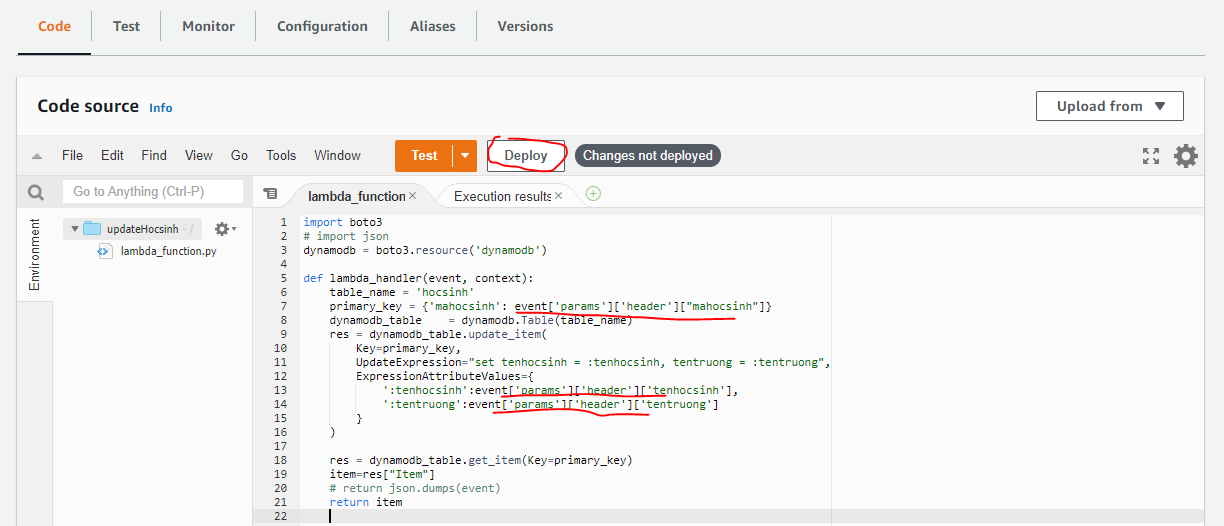 Code Test Monitor Configuration Aliases Versions
Code source Info
Upload from
File Edit Find View Go Tools Window Test Deploy Changes not deployed
Go to Anything (Ctrl-P)
lambda_function Execution results
Environment
updateHocsinh - /
lambda_function.py
1 import boto3
2 # import json
3 dynamodb = boto3.resource('dynamodb')
4
5 def lambda_handler(event, context):
6 table_name = 'hocsinh'
7 primary_key = {'mahocsinh': event['params']['header']["mahocsinh"]}
8 dynamodb_table    = dynamodb.Table(table_name)
9 res = dynamodb_table.update_item(
10 Key=primary_key,
11 UpdateExpression="set tenhocsinh = :tenhocsinh, tentruong = :tentruong",
12 ExpressionAttributeValues={
13 ':tenhocsinh':event['params']['header']['tenhocsinh'],
14 ':tentruong':event['params']['header']['tentruong']
15 }
16 )
17
18 res = dynamodb_table.get_item(Key=primary_key)
19 item=res["Item"]
20 # return json.dumps(event)
21 return item
22